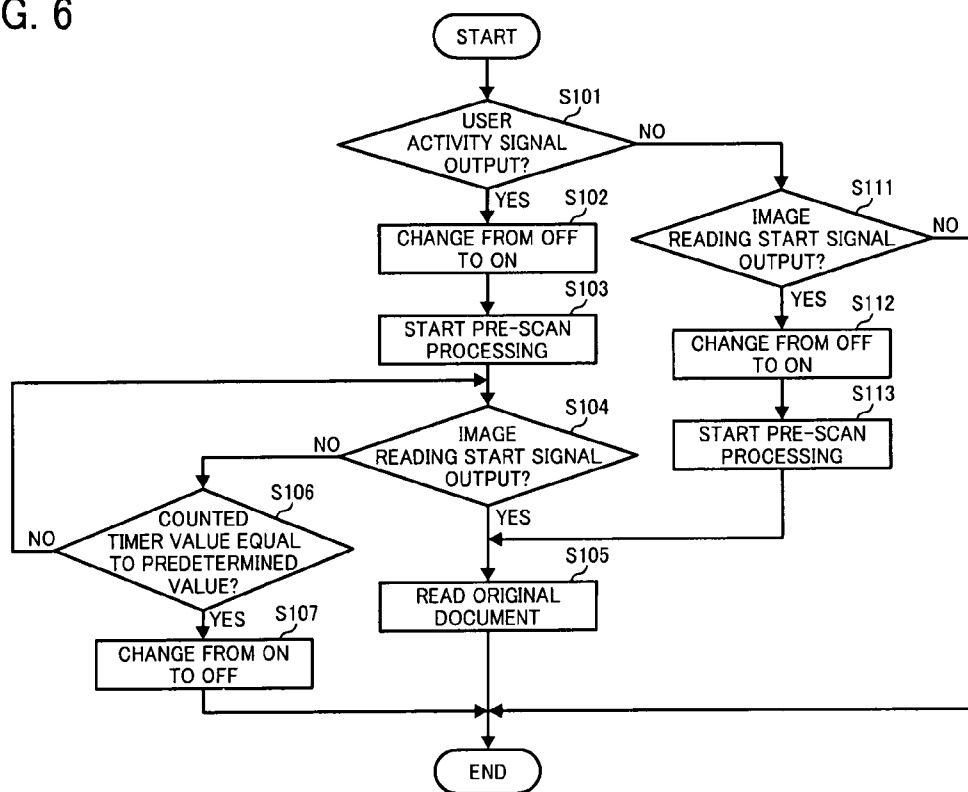 G. 6
START
S101
USER
ACTIVITY SIGNAL
OUTPUT?
NO
YES
S102
CHANGE FROM OFF
TO ON
S103
START PRE-SCAN
PROCESSING
S111
IMAGE
READING START SIGNAL
OUTPUT?
NO
YES
S112
CHANGE FROM OFF
TO ON
S113
START PRE-SCAN
PROCESSING
S104
IMAGE
READING START SIGNAL
OUTPUT?
NO
YES
S106
COUNTED
TIMER VALUE EQUAL
TO PREDETERMINED
VALUE?
NO
YES
S107
CHANGE FROM ON
TO OFF
S105
READ ORIGINAL
DOCUMENT
END